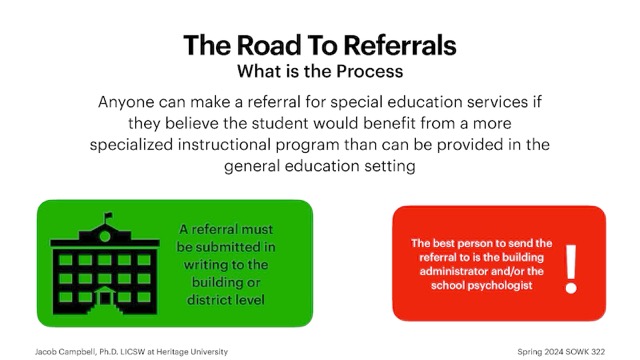 The Road To Referrals
What is the Process
Anyone can make a referral for special education services if
they believe the student would benefit from a more
specialized instructional program than can be provided in the
general education setting
A referral must
be submitted in
writing to the
building or
district level
The best person to send the
referral to is the building
administrator and/or the
school psychologist
!
Jacob Campbell, Ph.D. LICSW at Heritage University
Spring 2024 SOWK 322